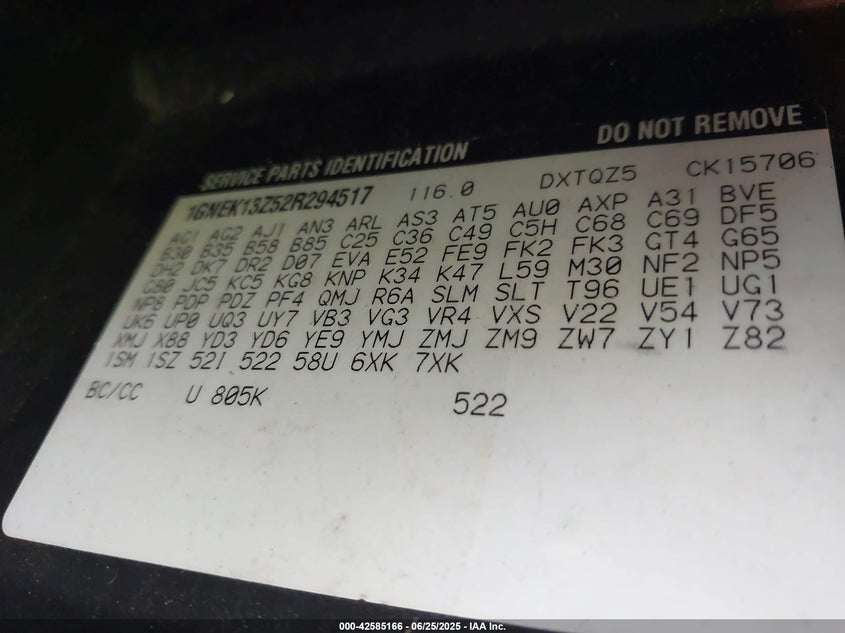 SERVICE PARTS IDENTIFICATION DO NOT REMOVE
1GNEK13Z52R294517 116.0 DXTQZ5 CK15706
AG1 AG2 AJ1 AN3 ARL AS3 AT5 AU0 AXP A31 BVE
B30 B35 B58 B85 C25 C36 C49 C5H C68 C69 DF5
DH2 DK7 DR2 D07 EVA E52 FE9 FK2 FK3 GT4 G65
G80 JC5 KC5 KG8 KNP K34 K47 L59 M30 NF2 NP5
NP8 PDP PDZ PF4 QMJ R6A SLM SLT T96 UE1 UG1
UK6 UP0 UQ3 UY7 VB3 VG3 VR4 VXS V22 V54 V73
XMJ X88 YD3 YD6 YE9 YMJ ZMJ ZM9 ZW7 ZY1 Z82
1SM 1SZ 52I 522 58U 6XK 7XK
BC/CC U 805K 522
000-42585166 - 06/25/2025 - IAA Inc.